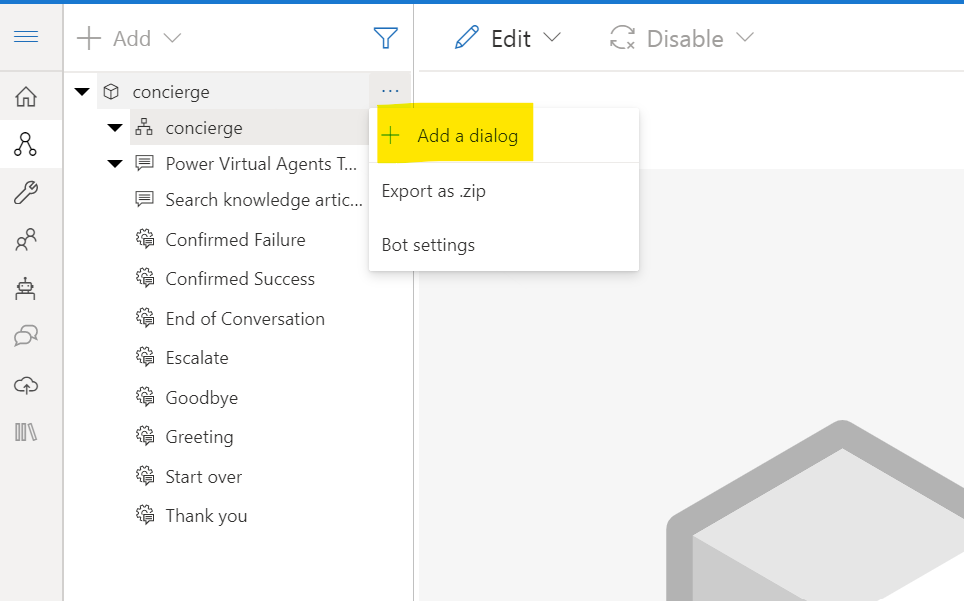 Add
Edit
Disable
concierge
...
concierge
Add a dialog
Power Virtual Agents T...
Export as .zip
Search knowledge artic...
Confirmed Failure
Bot settings
Confirmed Success
End of Conversation
Escalate
Goodbye
Greeting
Start over
Thank you